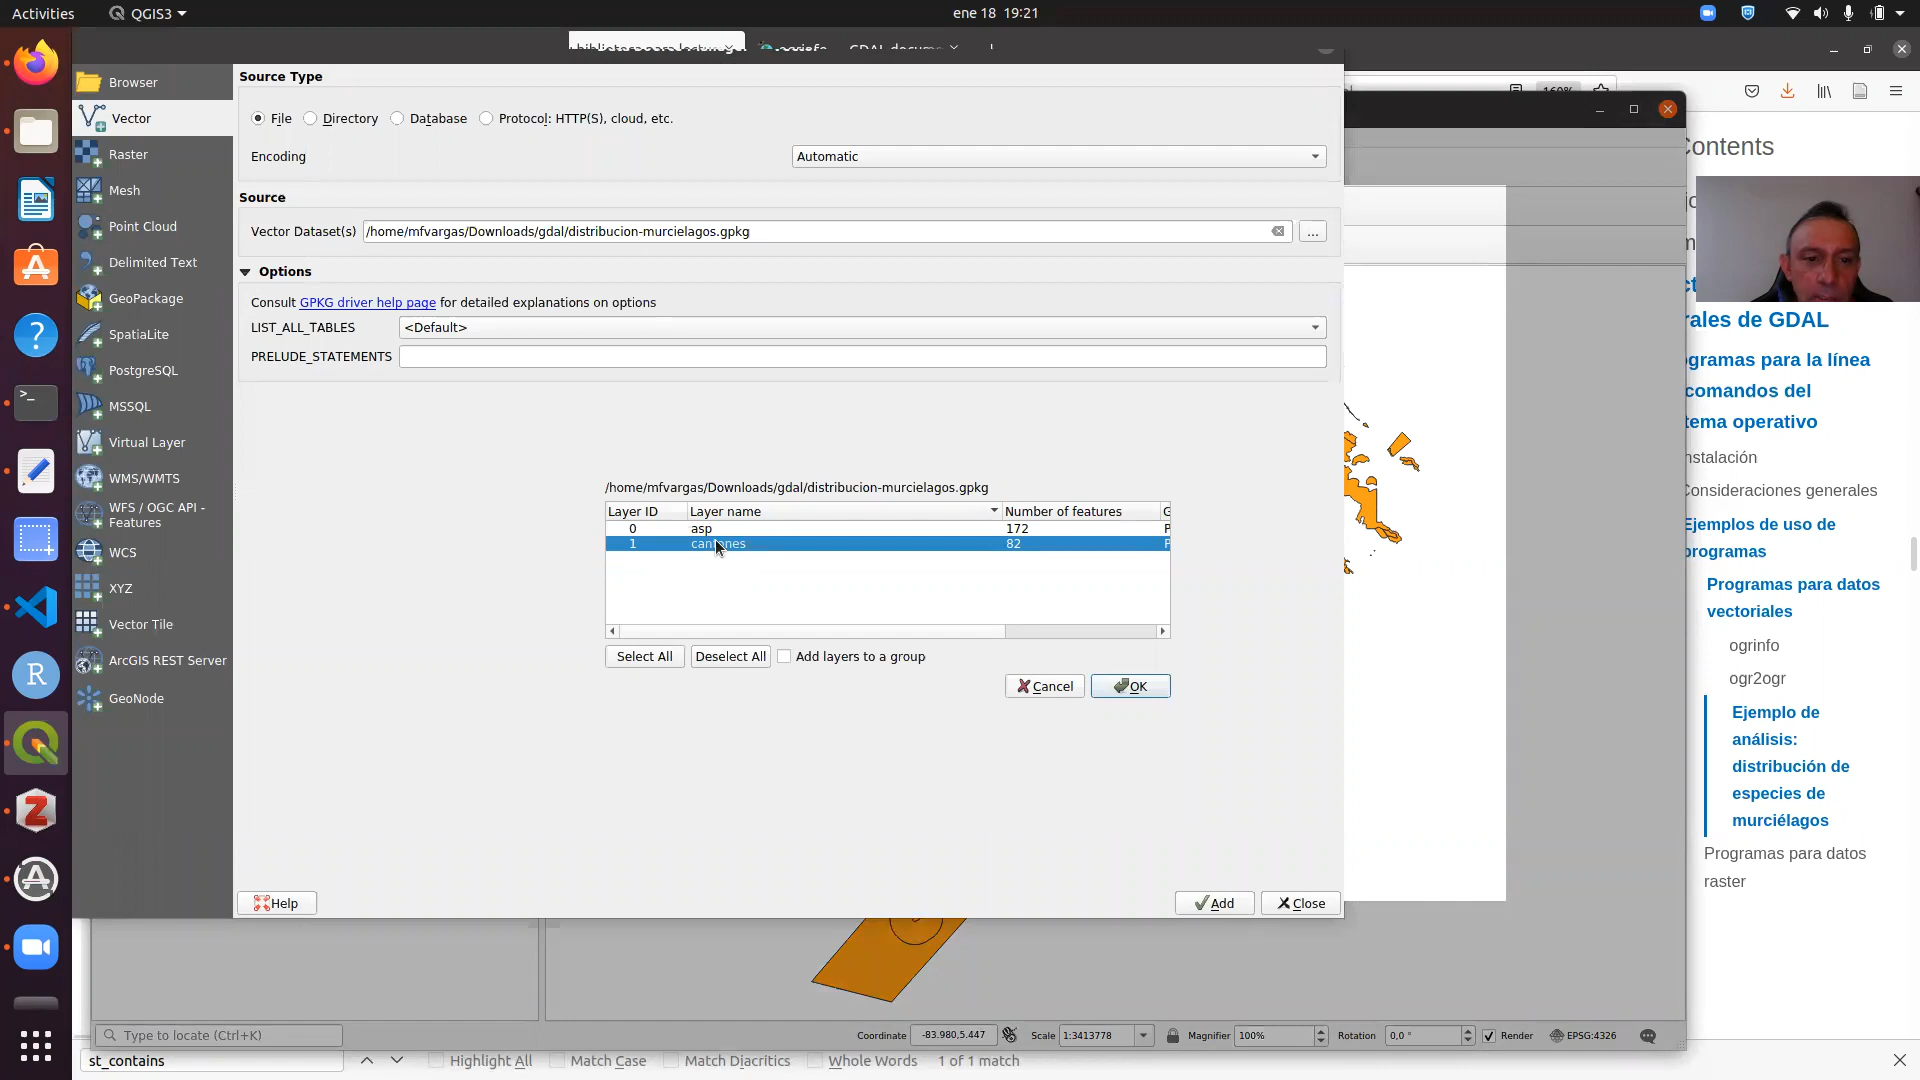 Activities QGIS3 ene 18 19:21
GDAL
160%
Browser
Vector
Raster
Mesh
Point Cloud
Delimited Text
GeoPackage
SpatiaLite
PostgreSQL
MSSQL
Virtual Layer
WMS/WMTS
WFS / OGC API -
Features
WCS
XYZ
Vector Tile
ArcGIS REST Server
GeoNode
Source Type
File Directory Database Protocol: HTTP(S), cloud, etc.
Encoding Automatic
Source
Vector Dataset(s) /home/mfvargas/Downloads/gdal/distribucion-murcielagos.gpkg ...
Options
Consult GPKG driver help page for detailed explanations on options
LIST_ALL_TABLES <Default>
PRELUDE_STATEMENTS
/home/mfvargas/Downloads/gdal/distribucion-murcielagos.gpkg
Layer ID Layer name Number of features G
0 asp 172 P
1 cantones 82 P
Select All Deselect All Add layers to a group
Cancel OK
Help Add Close
Contents
rales de GDAL
ogramas para la línea
comandos del
tema operativo
nstalación
Consideraciones generales
Ejemplos de uso de
programas
Programas para datos
vectoriales
ogrinfo
ogr2ogr
Ejemplo de
análisis:
distribución de
especies de
murciélagos
Programas para datos
raster
Type to locate (Ctrl+K) Coordinate -83.980,5.447 Scale 1:3413778 Magnifier 100% Rotation 0,0 ° Render EPSG:4326
st_contains Highlight All Match Case Match Diacritics Whole Words 1 of 1 match